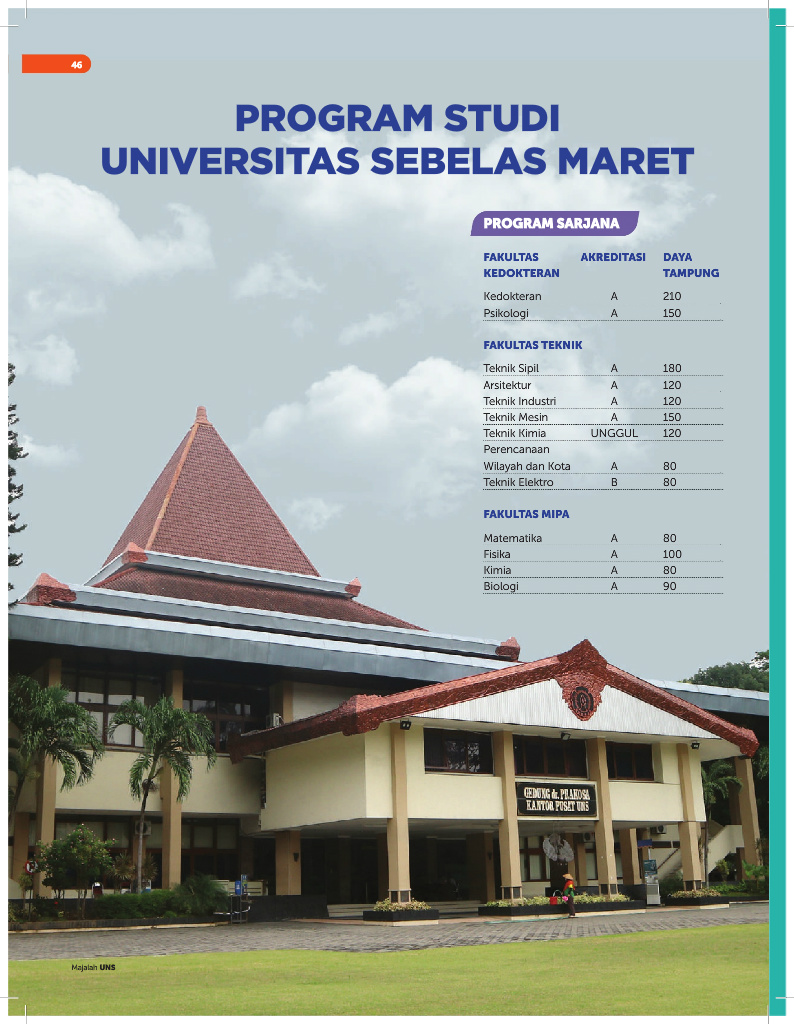 46
PROGRAM STUDI
UNIVERSITAS SEBELAS MARET
PROGRAM SARJANA
FAKULTAS KEDOKTERAN AKREDITASI DAYA TAMPUNG
Kedokteran A 210
Psikologi A 150
FAKULTAS TEKNIK
Teknik Sipil A 180
Arsitektur A 120
Teknik Industri A 120
Teknik Mesin A 150
Teknik Kimia UNGGUL 120
Perencanaan
Wilayah dan Kota A 80
Teknik Elektro B 80
FAKULTAS MIPA
Matematika A 80
Fisika A 100
Kimia A 80
Biologi A 90
GEDUNG dr. PRAKOSA
KANTOR PUSAT UNS
Majalah UNS